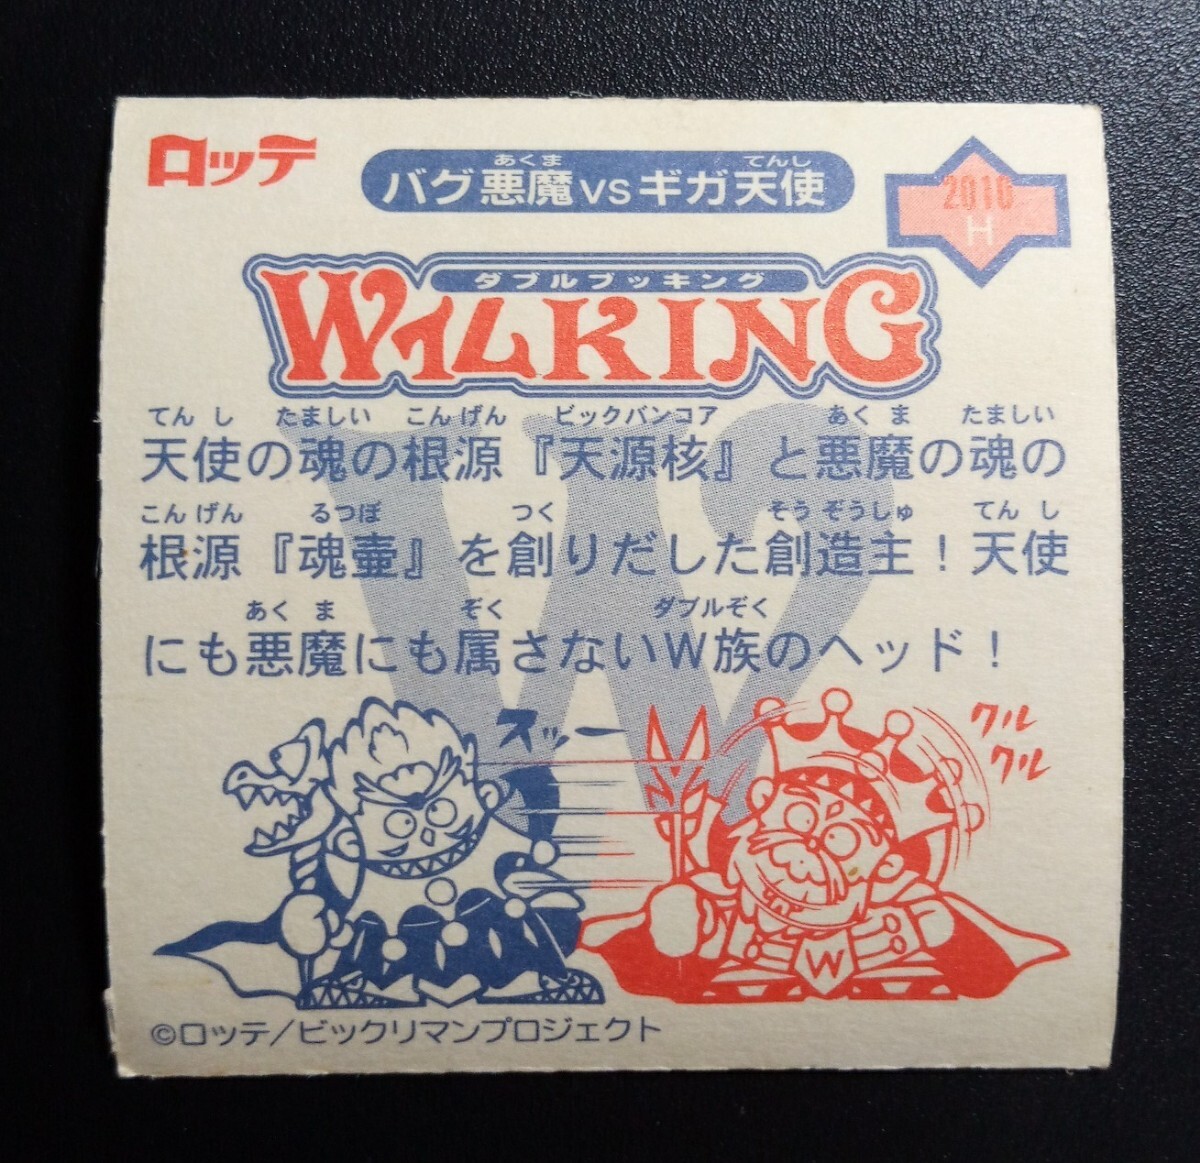 ロッテ
バグ悪魔vsギガ天使
あくま てんし
2010
H
ダブルブッキング
WイムKING
てんし たましい こんげん ビックバンコア あくま たましい
天使の魂の根源『天源核』と悪魔の魂の
こんげん るつぼ つく そうぞうしゅ てんし
根源『魂壷』を創りだした創造主！天使
あくま ぞく ダブルぞく
にも悪魔にも属さないW族のヘッド！
スッー
クル
クル
W
©ロッテ/ビックリマンプロジェクト